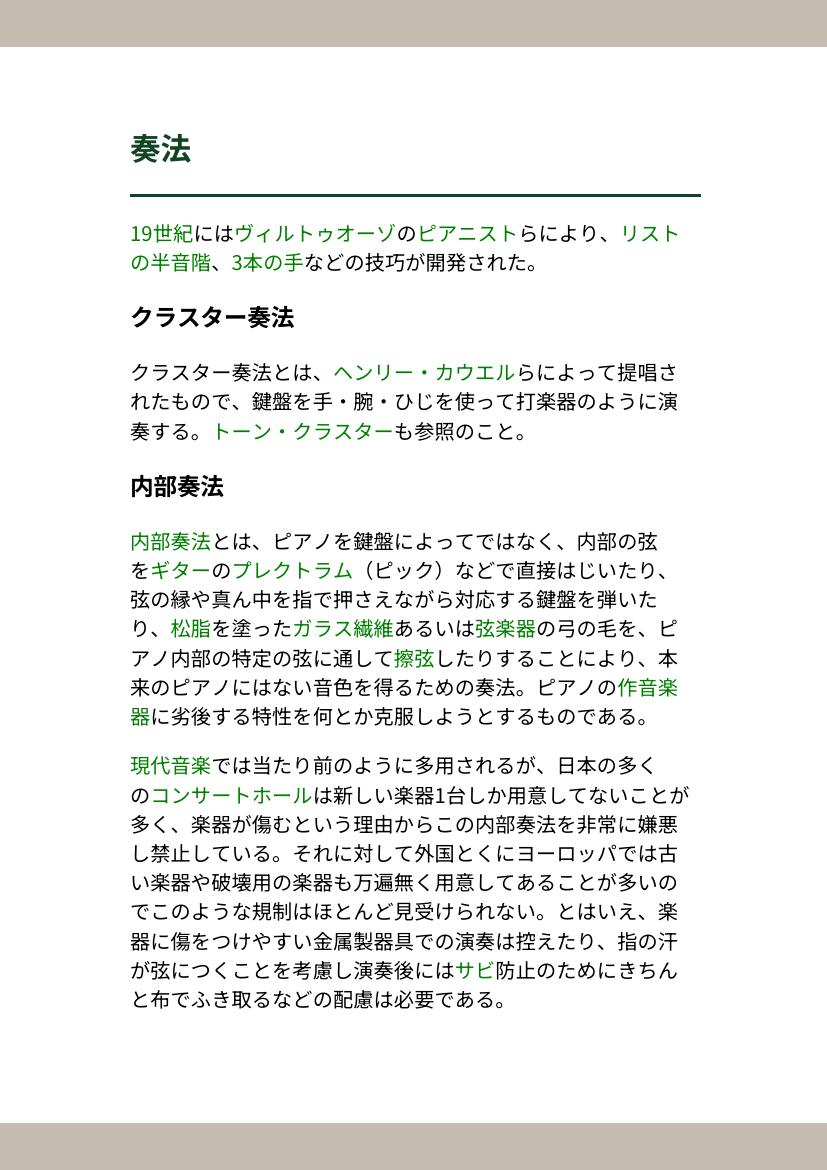 奏法
19世紀にはヴィルトゥオーゾのピアニストらにより、リスト
の半音階、3本の手などの技巧が開発された。
クラスター奏法
クラスター奏法とは、ヘンリー・カウエルらによって提唱さ
れたもので、鍵盤を手・腕・ひじを使って打楽器のように演
奏する。トーン・クラスターも参照のこと。
内部奏法
内部奏法とは、ピアノを鍵盤によってではなく、内部の弦
をギターのプレクトラム（ピック）などで直接はじいたり、
弦の縁や真ん中を指で押さえながら対応する鍵盤を弾いた
り、松脂を塗ったガラス繊維あるいは弦楽器の弓の毛を、ピ
アノ内部の特定の弦に通して擦弦したりすることにより、本
来のピアノにはない音色を得るための奏法。ピアノの作音楽
器に劣後する特性を何とか克服しようとするものである。
現代音楽では当たり前のように多用されるが、日本の多く
のコンサートホールは新しい楽器1台しか用意してないことが
多く、楽器が傷むという理由からこの内部奏法を非常に嫌悪
し禁止している。それに対して外国とくにヨーロッパでは古
い楽器や破壊用の楽器も万遍無く用意してあることが多いの
でこのような規制はほとんど見受けられない。とはいえ、楽
器に傷をつけやすい金属製器具での演奏は控えたり、指の汗
が弦につくことを考慮し演奏後にはサビ防止のためにきちん
と布でふき取るなどの配慮は必要である。